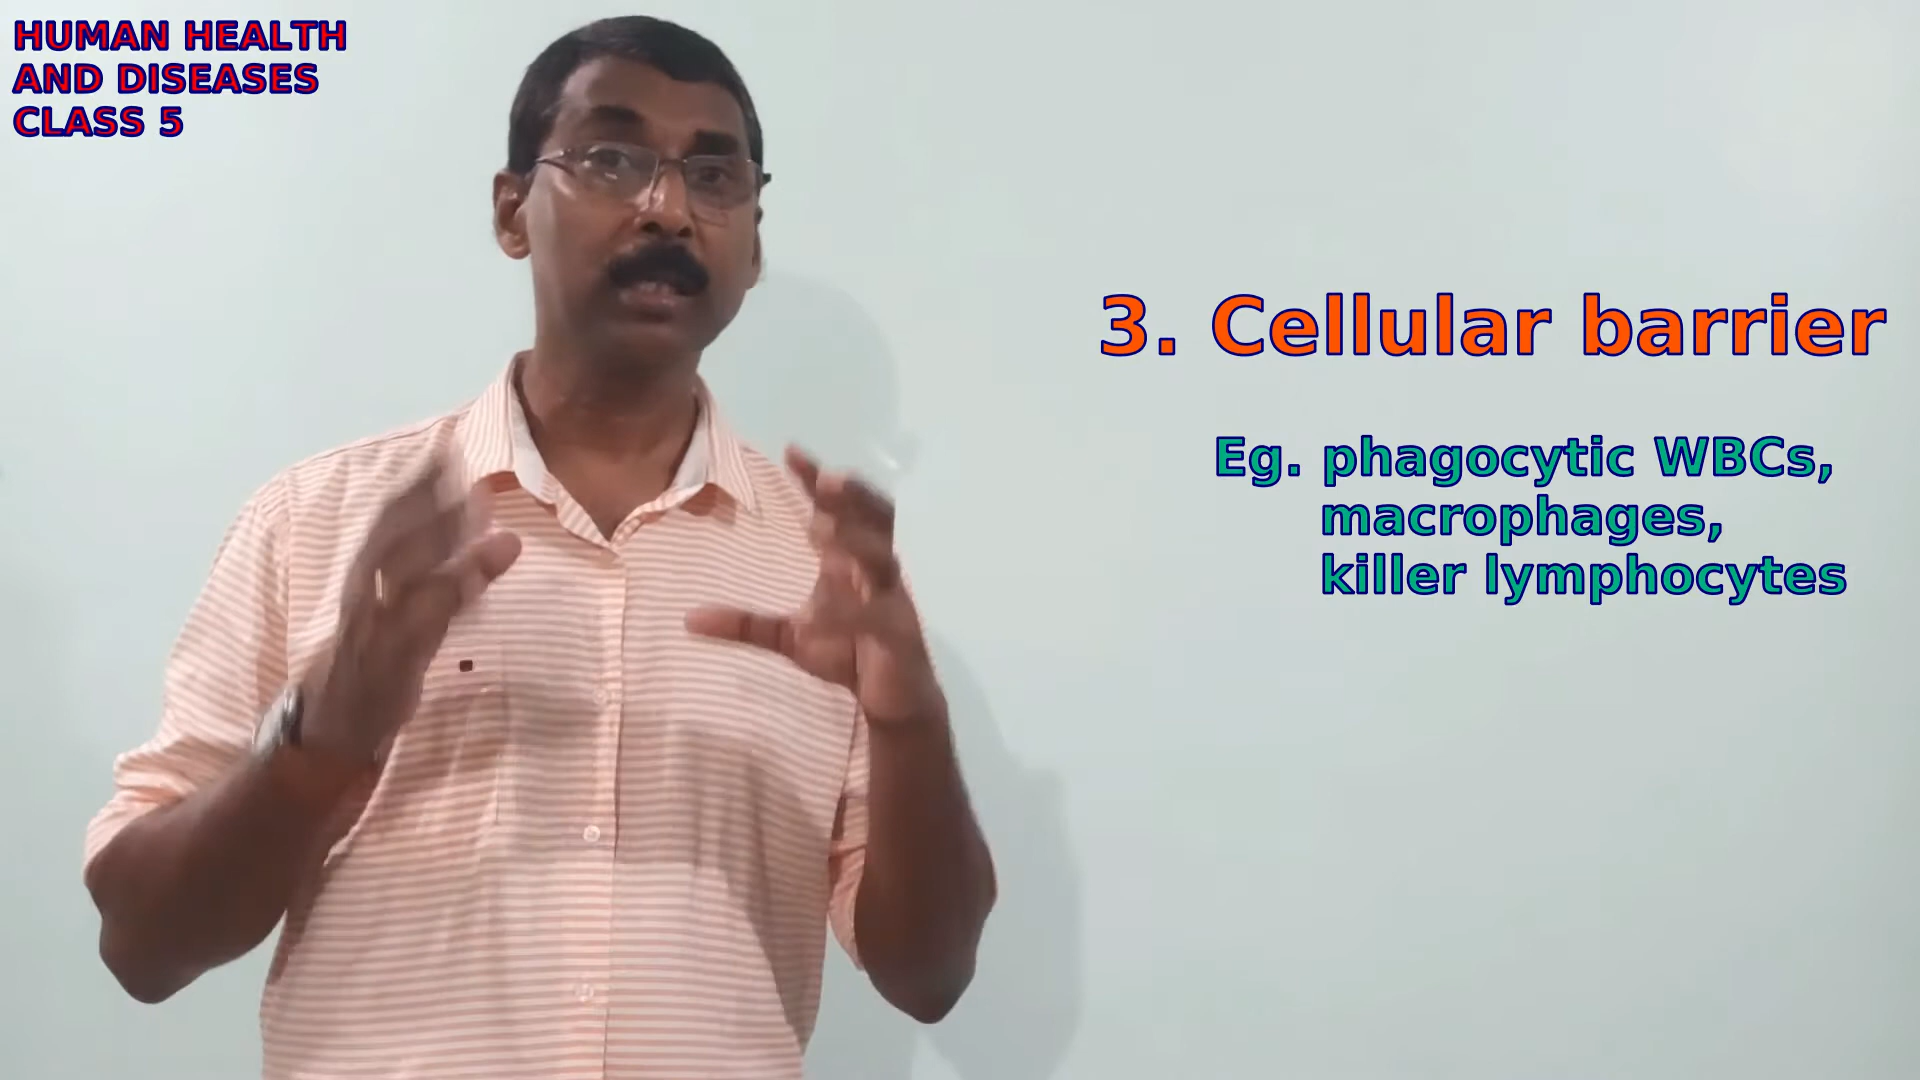 HUMAN HEALTH
AND DISEASES
CLASS 5
3. Cellular barrier
Eg. phagocytic WBCs,
macrophages,
killer lymphocytes